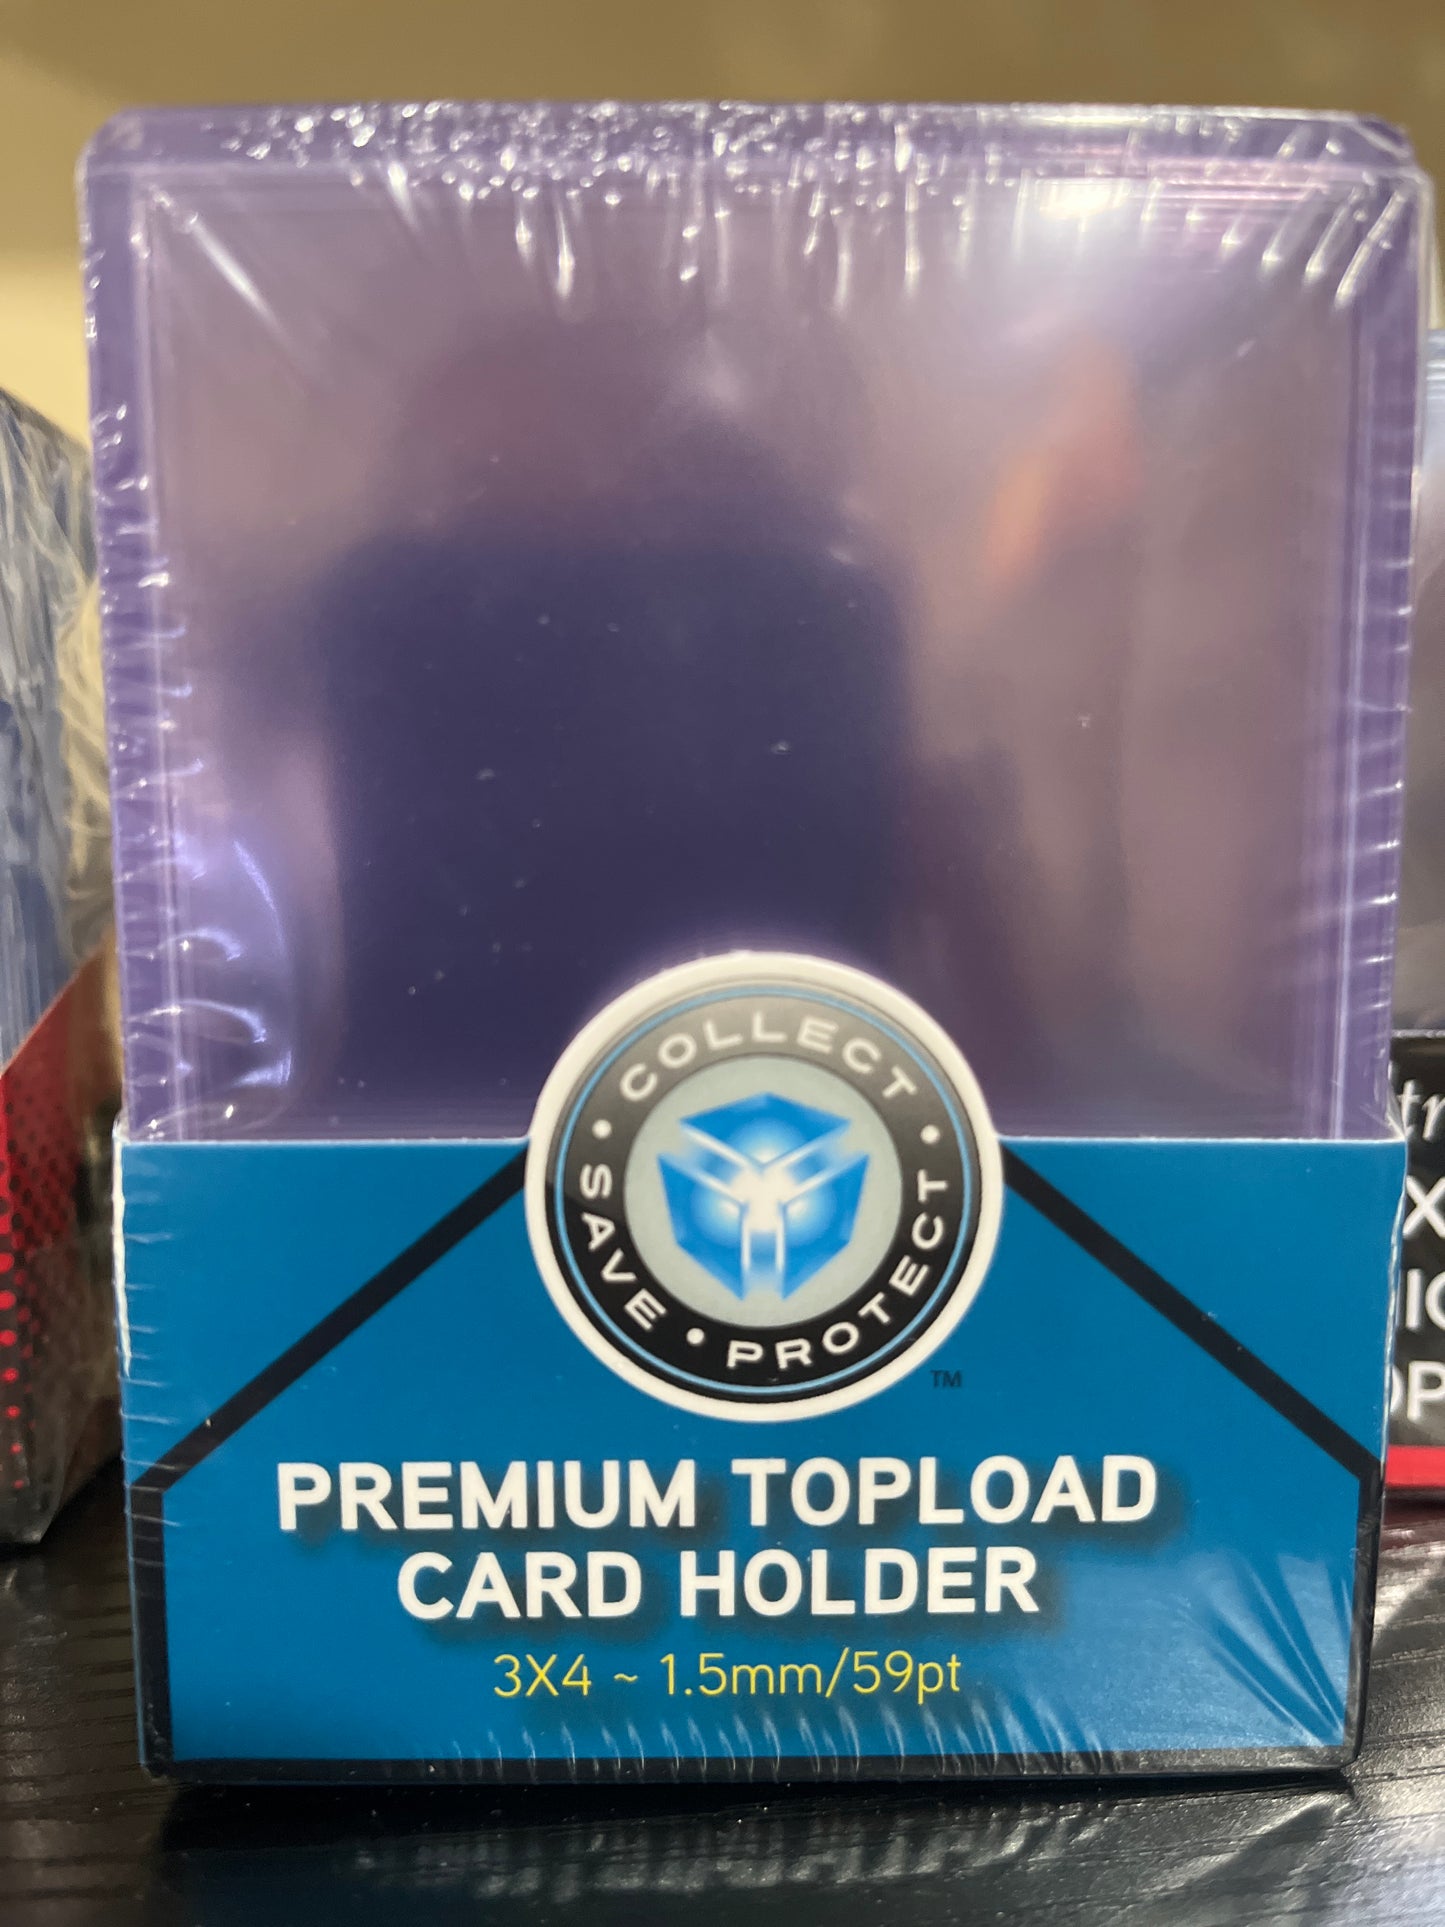 COLLECT • PROTECT • SAVE •
TM
PREMIUM TOPLOAD
CARD HOLDER
3X4 ~ 1.5mm/59pt